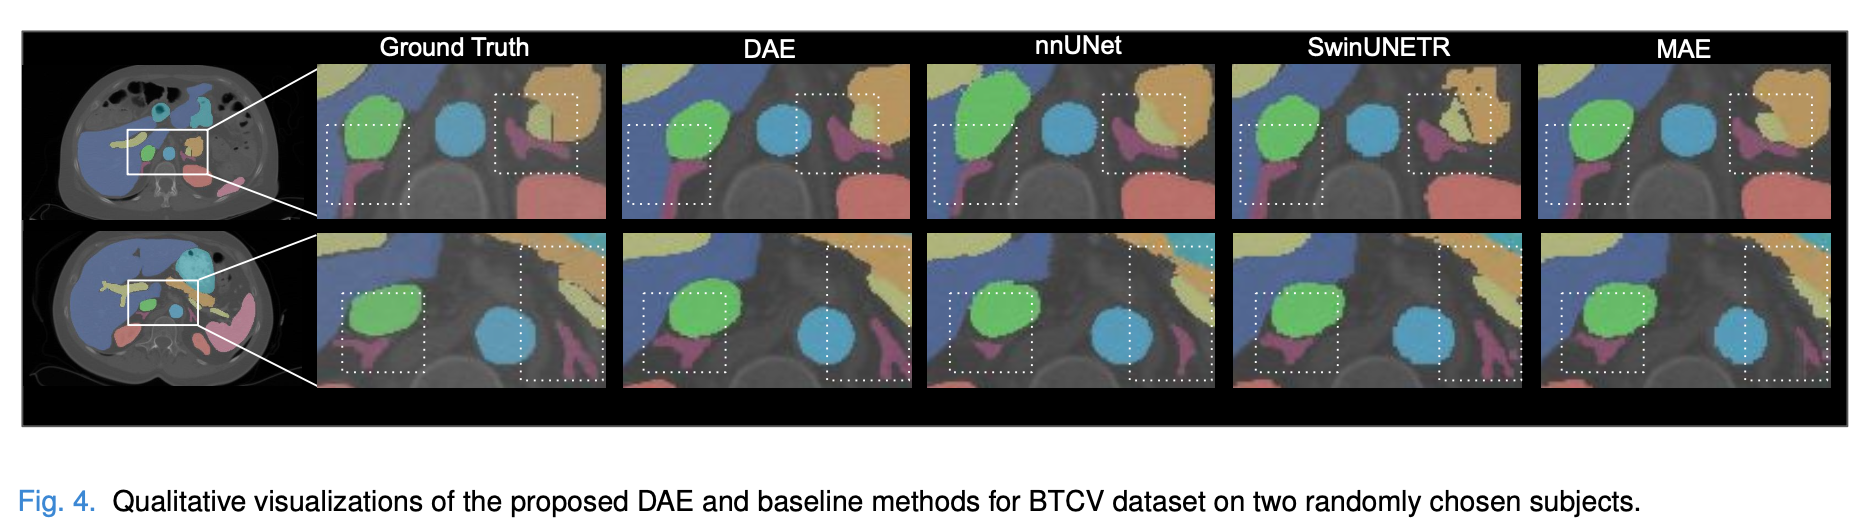 Ground Truth DAE nnUNet SwinUNETR MAE
Fig. 4. Qualitative visualizations of the proposed DAE and baseline methods for BTCV dataset on two randomly chosen subjects.